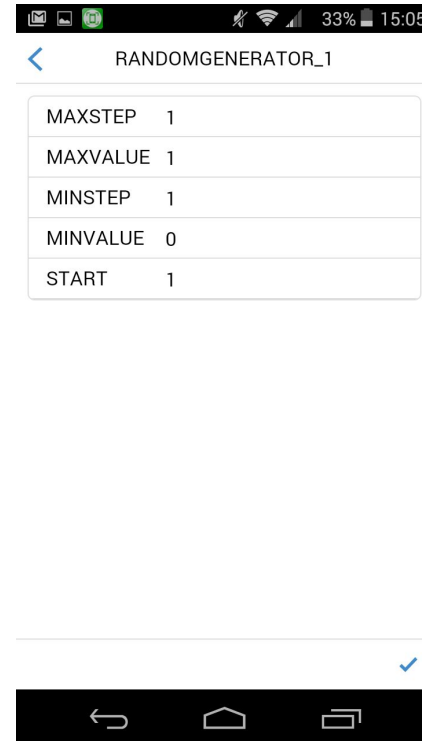 33% 15:05
RANDOMGENERATOR_1
MAXSTEP 1
MAXVALUE 1
MINSTEP 1
MINVALUE 0
START 1